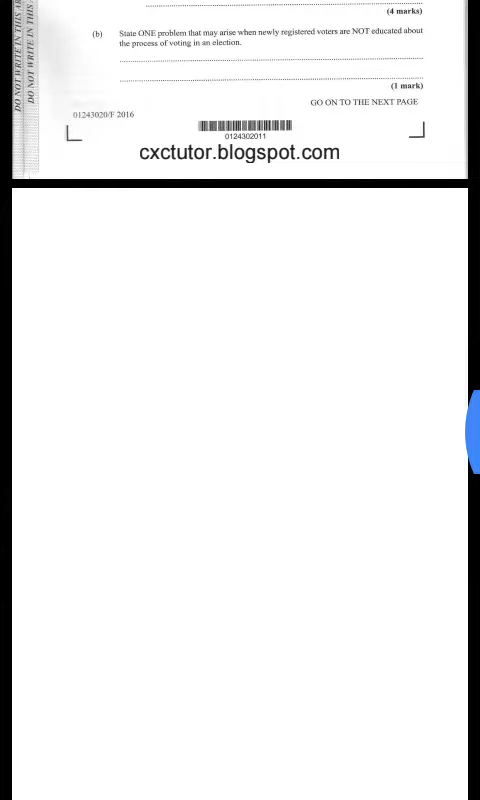 (4 marks)
(b) State ONE problem that may arise when newly registered voters are NOT educated about
the process of voting in an election.
(1 mark)
GO ON TO THE NEXT PAGE
01243020/F 2016
0124302011
cxctutor.blogspot.com
DO NOT WRITE IN THIS AR
DO NOT WRITE IN THIS